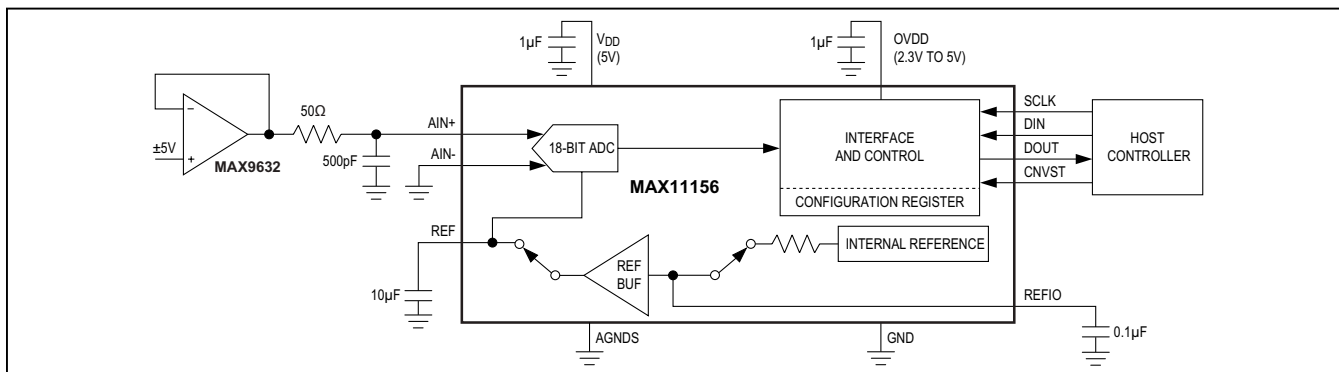 1µF
VDD
(5V)
1µF
OVDD
(2.3V TO 5V)
50Ω
AIN+
SCLK
DIN
DOUT
CNVST
HOST
CONTROLLER
±5V
-
+
MAX9632
500pF
AIN-
18-BIT ADC
INTERFACE
AND CONTROL
MAX11156
CONFIGURATION REGISTER
REF
REF
BUF
INTERNAL REFERENCE
10µF
REFIO
0.1µF
AGNDS
GND